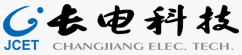 长电科技
JCET CHANGJIANG ELEC. TECH.